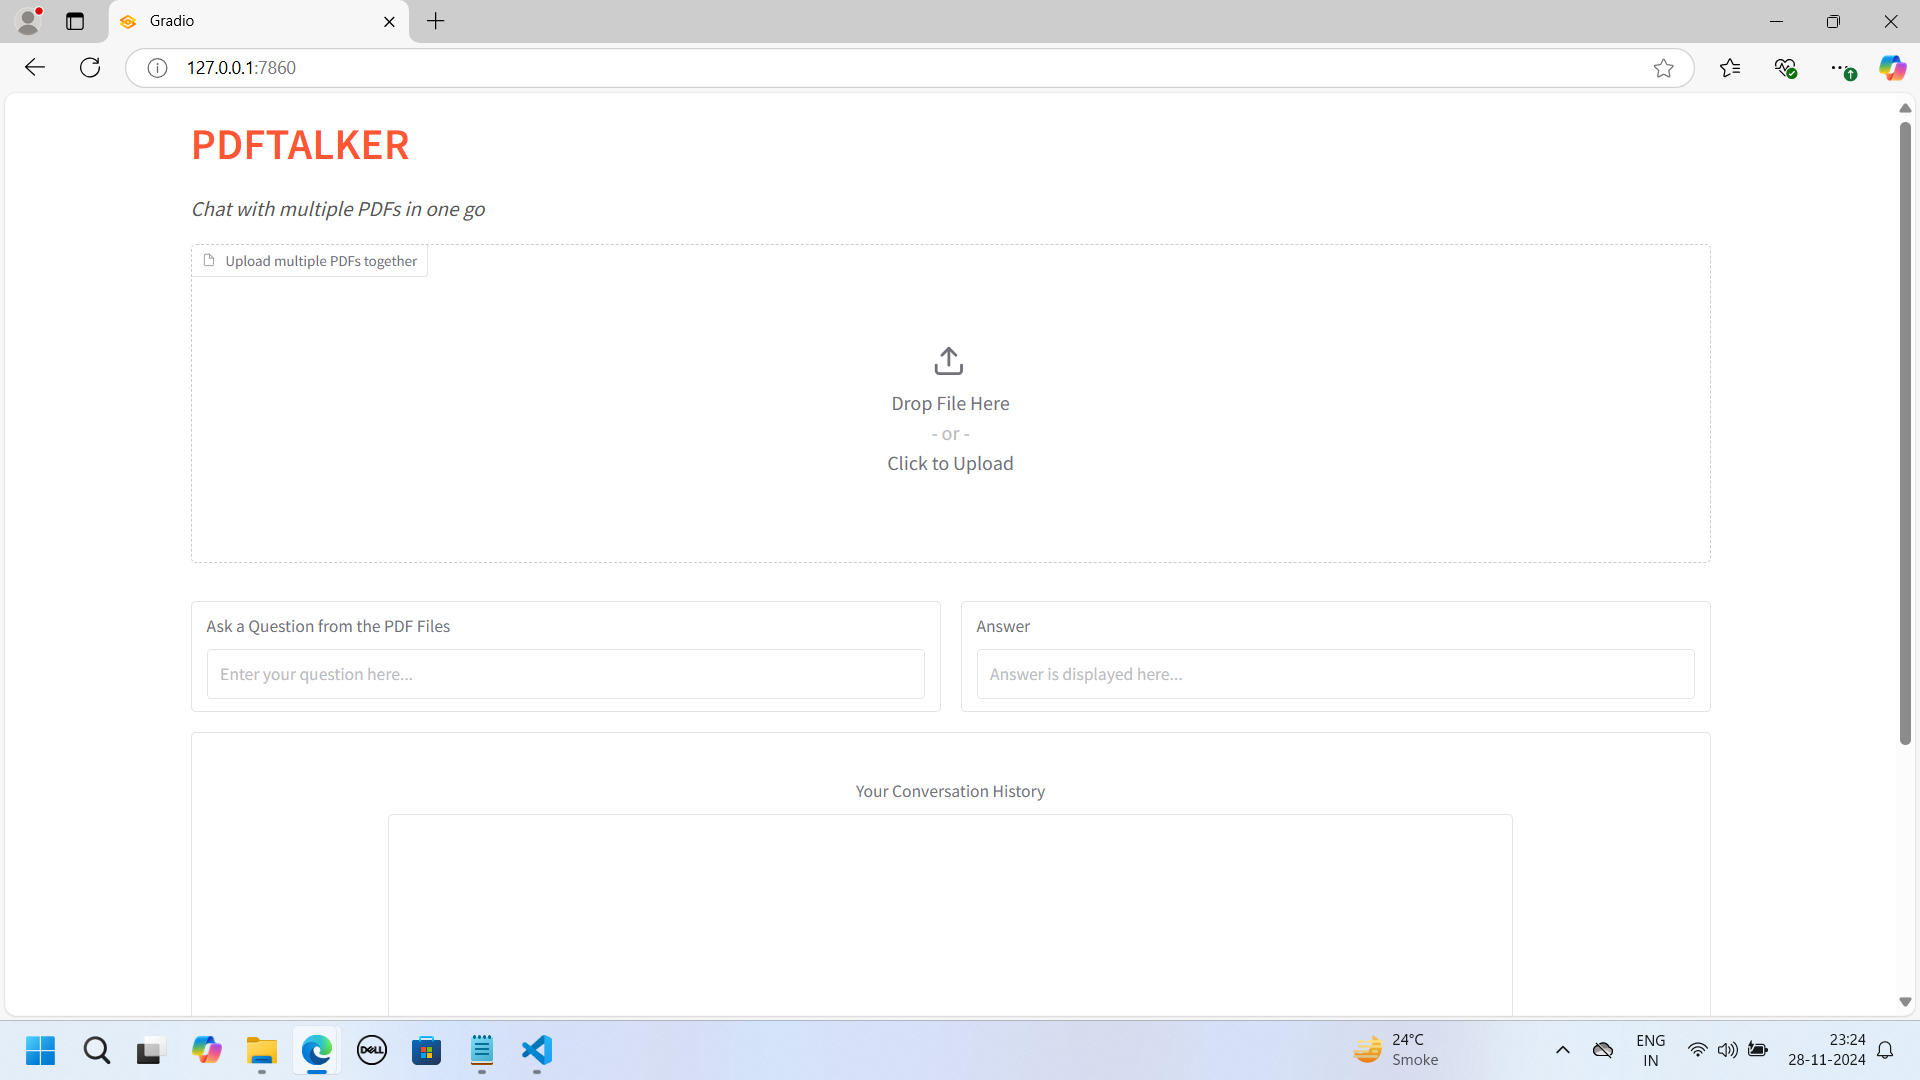 Gradio
127.0.0.1:7860
PDFTALKER
Chat with multiple PDFs in one go
Upload multiple PDFs together
Drop File Here
- or -
Click to Upload
Ask a Question from the PDF Files
Answer
Enter your question here...
Answer is displayed here...
Your Conversation History
DELL
24°C
Smoke
ENG
IN
23:24
28-11-2024